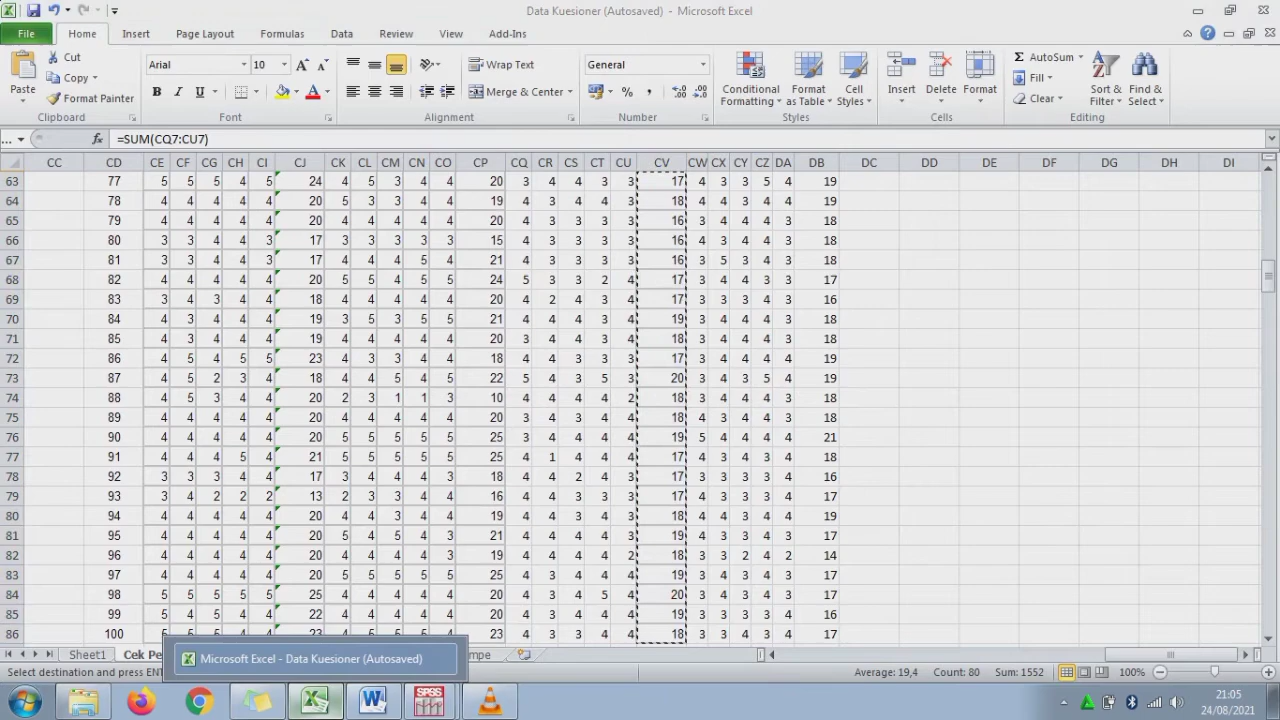 Data Kuesioner (Autosaved) - Microsoft Excel
File Home Insert Page Layout Formulas Data Review View Add-Ins
Cut
Copy
Format Painter
Paste
Clipboard
Arial 10
B I U
Font
Wrap Text
Merge & Center
Alignment
General
Number
Conditional Formatting
Format as Table
Cell Styles
Styles
Insert Delete Format
Cells
AutoSum
Fill
Clear
Sort & Filter
Find & Select
Editing
fx =SUM(CQ7:CU7)
CC CD CE CF CG CH CI CJ CK CL CM CN CO CP CQ CR CS CT CU CV CW CX CY CZ DA DB DC DD DE DF DG DH DI
63 77 5 5 5 4 5 24 4 5 3 4 4 20 3 4 4 3 3 17 4 3 3 5 4 19
64 78 4 4 4 4 4 20 5 3 3 4 4 19 4 3 4 4 3 18 4 4 3 4 4 19
65 79 4 4 4 4 4 20 4 4 4 4 4 20 4 3 3 3 3 16 3 4 4 4 3 18
66 80 3 3 4 4 3 17 3 3 3 3 3 15 4 3 3 3 3 16 4 3 4 4 3 18
67 81 3 3 4 4 3 17 4 4 4 5 4 21 4 3 3 3 3 16 3 5 3 4 3 18
68 82 4 4 4 4 4 20 5 5 4 5 5 24 5 3 3 2 4 17 3 4 4 3 3 17
69 83 4 3 4 3 4 18 4 4 4 4 4 20 4 2 4 3 4 17 4 3 3 3 3 16
70 84 4 3 4 4 4 19 3 5 3 5 5 21 4 4 4 3 4 19 3 4 4 4 3 18
71 85 4 3 4 4 4 19 4 4 4 4 4 20 3 4 4 3 4 18 3 4 4 4 3 18
72 86 4 5 4 5 5 23 4 3 3 4 4 18 4 4 3 3 3 17 3 4 4 4 4 19
73 87 4 5 2 3 4 18 4 4 5 4 5 22 5 4 3 5 3 20 3 4 3 5 4 19
74 88 4 5 3 4 4 20 2 3 1 1 3 10 4 4 4 4 2 18 3 4 4 4 3 18
75 89 4 4 4 4 4 20 4 4 4 4 4 20 3 4 3 4 4 18 4 3 4 4 3 18
76 90 4 4 4 4 4 20 5 5 5 5 5 25 4 4 3 4 4 19 5 4 4 4 4 21
77 91 4 4 4 5 4 21 5 5 5 5 5 25 4 1 4 4 4 17 4 3 4 4 3 18
78 92 3 3 3 4 4 17 3 4 4 4 3 18 4 4 2 4 3 17 3 3 4 3 3 16
79 93 3 4 2 2 2 13 2 3 3 4 4 16 4 4 3 3 3 17 4 4 3 3 3 17
80 94 4 4 4 4 4 20 4 4 3 4 4 19 4 3 4 4 3 18 4 4 3 4 4 19
81 95 4 4 4 4 4 20 5 4 5 4 3 21 4 4 3 4 4 19 3 3 4 4 3 17
82 96 4 4 4 4 4 20 4 4 4 4 3 19 4 4 4 4 2 18 3 3 2 4 2 14
83 97 4 4 4 4 4 20 5 5 5 5 5 25 4 3 4 4 4 19 3 4 3 4 3 17
84 98 5 5 5 5 5 25 4 4 4 4 4 20 4 3 4 5 4 20 3 4 3 4 3 17
85 99 5 4 5 4 4 22 4 4 4 4 4 20 4 3 4 4 4 19 4 3 3 3 3 16
86 100 5 5 5 4 4 23 4 5 5 5 4 23 4 3 3 4 4 18 3 3 4 4 3 17
Microsoft Excel - Data Kuesioner (Autosaved)
Sheet1
Select destination and press Average: 19,4 Count: 80 Sum: 1552 100%
21:05
24/08/2021